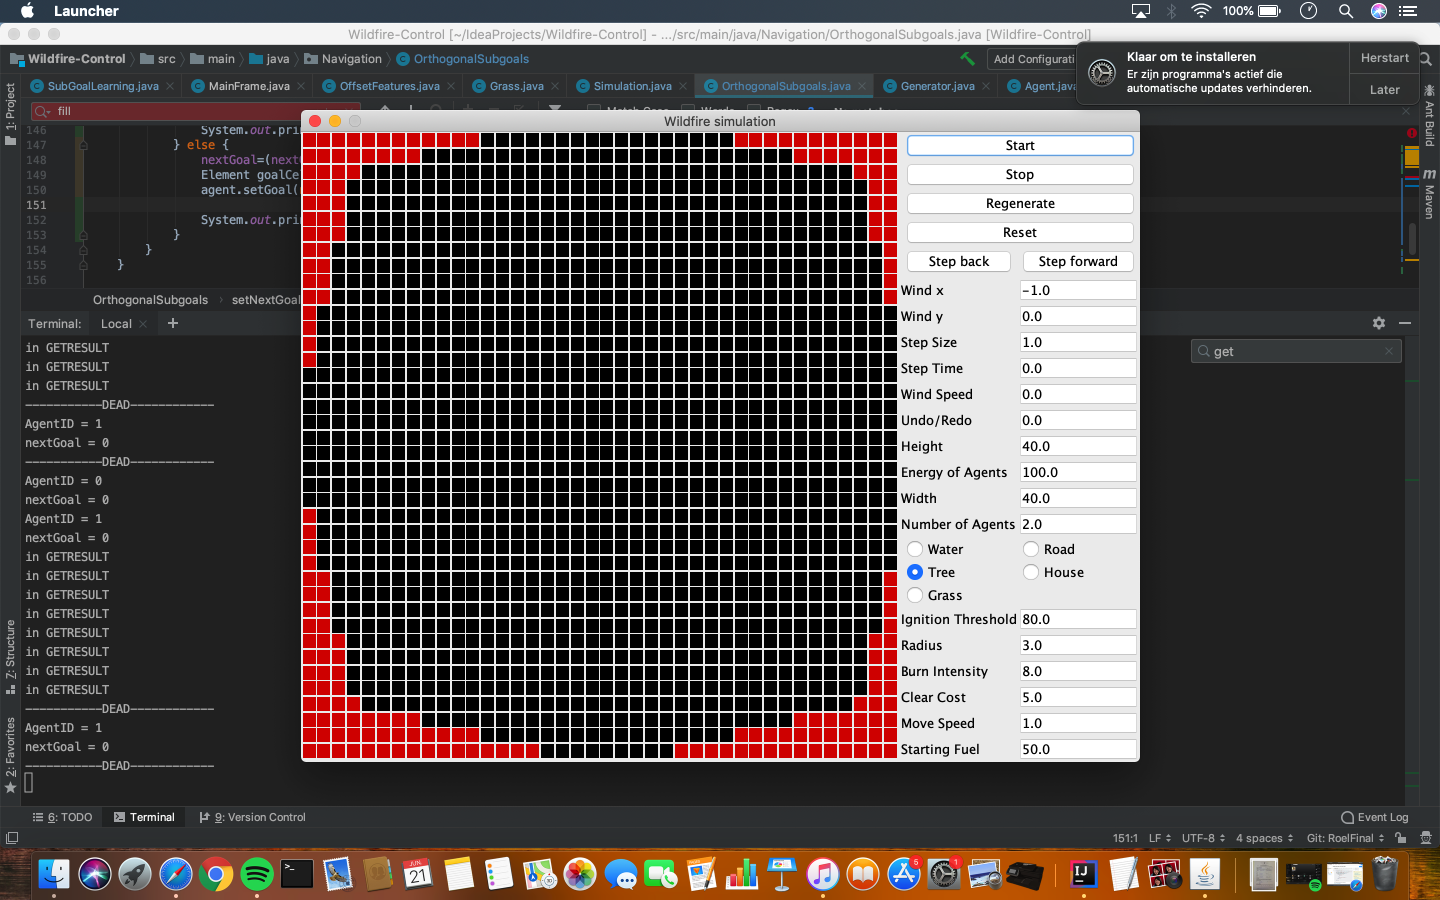 Launcher
100%
Wildfire-Control [~/IdeaProjects/Wildfire-Control] - .../src/main/java/Navigation/OrthogonalSubgoals.java [Wildfire-Control]
Wildfire-Control
src
main
java
Navigation
OrthogonalSubgoals
Add Configurati
Klaar om te installeren
Er zijn programma's actief die
automatische updates verhinderen.
Herstart
Later
SubGoalLearning.java
MainFrame.java
OffsetFeatures.java
Grass.java
Simulation.java
OrthogonalSubgoals.java
Generator.java
Agent.java
fill
1: Project
Ant Build
Maven
146 System.out.pri
147 } else {
148 nextGoal=(next
149 Element goalCe
150 agent.setGoal(
151
152 System.out.pri
153 }
154 }
155 }
156
OrthogonalSubgoals
setNextGoal
Terminal:
Local
get
in GETRESULT
in GETRESULT
in GETRESULT
-----------DEAD------------
AgentID = 1
nextGoal = 0
-----------DEAD------------
AgentID = 0
nextGoal = 0
AgentID = 1
nextGoal = 0
in GETRESULT
in GETRESULT
in GETRESULT
in GETRESULT
in GETRESULT
in GETRESULT
in GETRESULT
in GETRESULT
-----------DEAD------------
AgentID = 1
nextGoal = 0
-----------DEAD------------
Z: Structure
2: Favorites
Wildfire simulation
Start
Stop
Regenerate
Reset
Step back
Step forward
Wind x
-1.0
Wind y
0.0
Step Size
1.0
Step Time
0.0
Wind Speed
0.0
Undo/Redo
0.0
Height
40.0
Energy of Agents
100.0
Width
40.0
Number of Agents
2.0
Water
Road
Tree
House
Grass
Ignition Threshold
80.0
Radius
3.0
Burn Intensity
8.0
Clear Cost
5.0
Move Speed
1.0
Starting Fuel
50.0
6: TODO
Terminal
9: Version Control
Event Log
151:1
LF
UTF-8
4 spaces
Git: RoelFinal
JUN
21
5
1
IJ